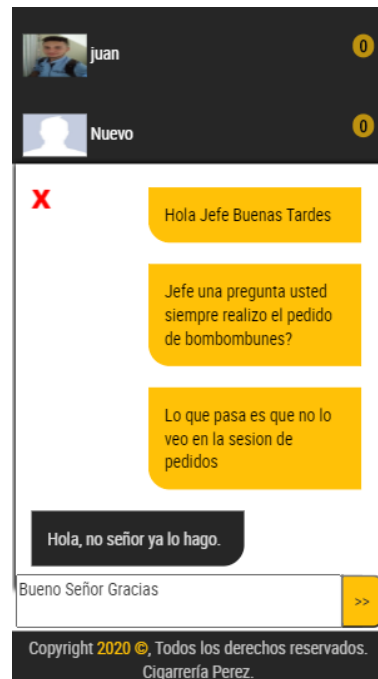 juan
0
Nuevo
0
X
Hola Jefe Buenas Tardes
Jefe una pregunta usted
siempre realizo el pedido
de bombombunes?
Lo que pasa es que no lo
veo en la sesion de
pedidos
Hola, no señor ya lo hago.
Bueno Señor Gracias
>>
Copyright 2020 ©, Todos los derechos reservados.
Cigarrería Perez.